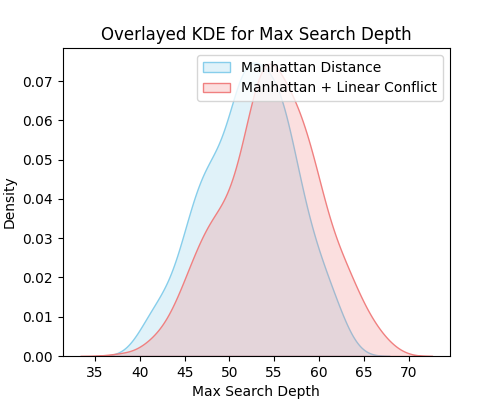 Overlayed KDE for Max Search Depth
Manhattan Distance
Manhattan + Linear Conflict
Density
0.07
0.06
0.05
0.04
0.03
0.02
0.01
0.00
35 40 45 50 55 60 65 70
Max Search Depth